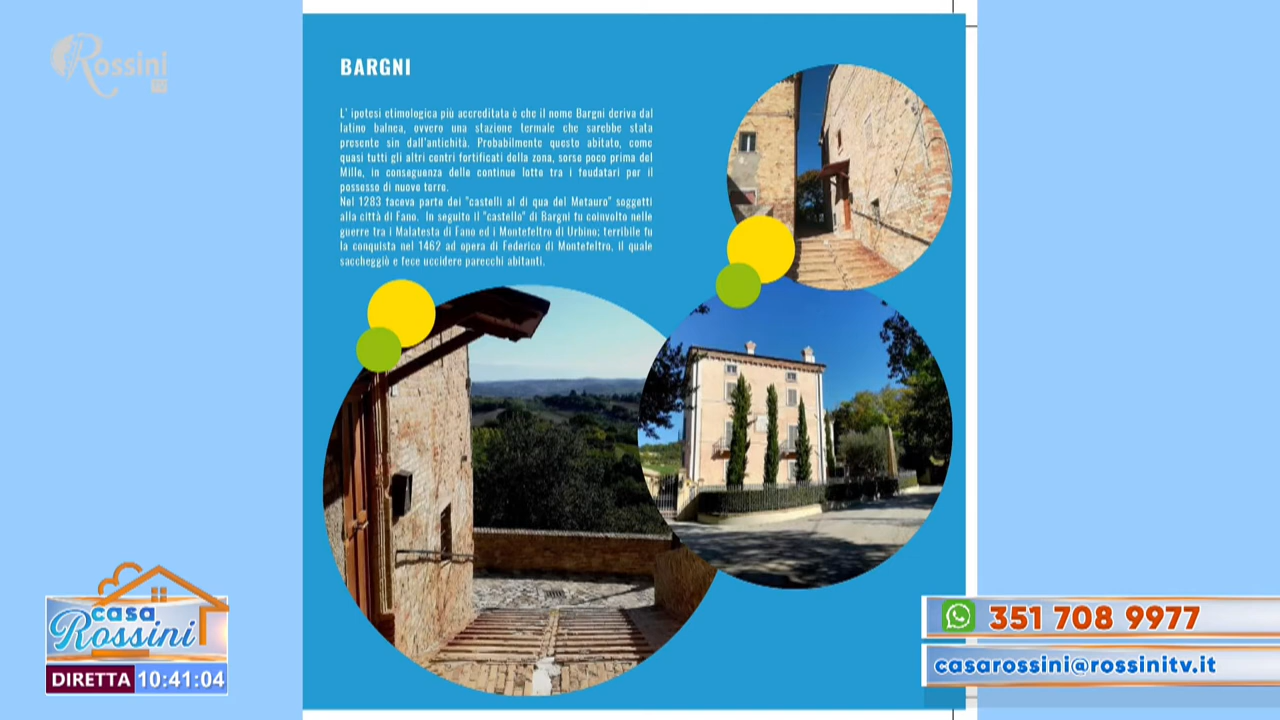 Rossini
TV
BARGNI
L' ipotesi etimologica più accreditata è che il nome Bargni deriva dal
latino balnea, ovvero una stazione termale che sarebbe stata
presente sin dall'antichità. Probabilmente questo abitato, come
quasi tutti gli altri centri fortificati della zona, sorse poco prima del
Mille, in conseguenza delle continue lotte tra i feudatari per il
possesso di nuove terre.
Nel 1283 faceva parte dei "castelli al di qua del Metauro" soggetti
alla città di Fano. In seguito il "castello" di Bargni fu coinvolto nelle
guerre tra i Malatesta di Fano ed i Montefeltro di Urbino; terribile fu
la conquista nel 1462 ad opera di Federico di Montefeltro, il quale
saccheggiò e fece uccidere parecchi abitanti.
casa
Rossini
DIRETTA 10:41:04
351 708 9977
casarossini@rossinitv.it